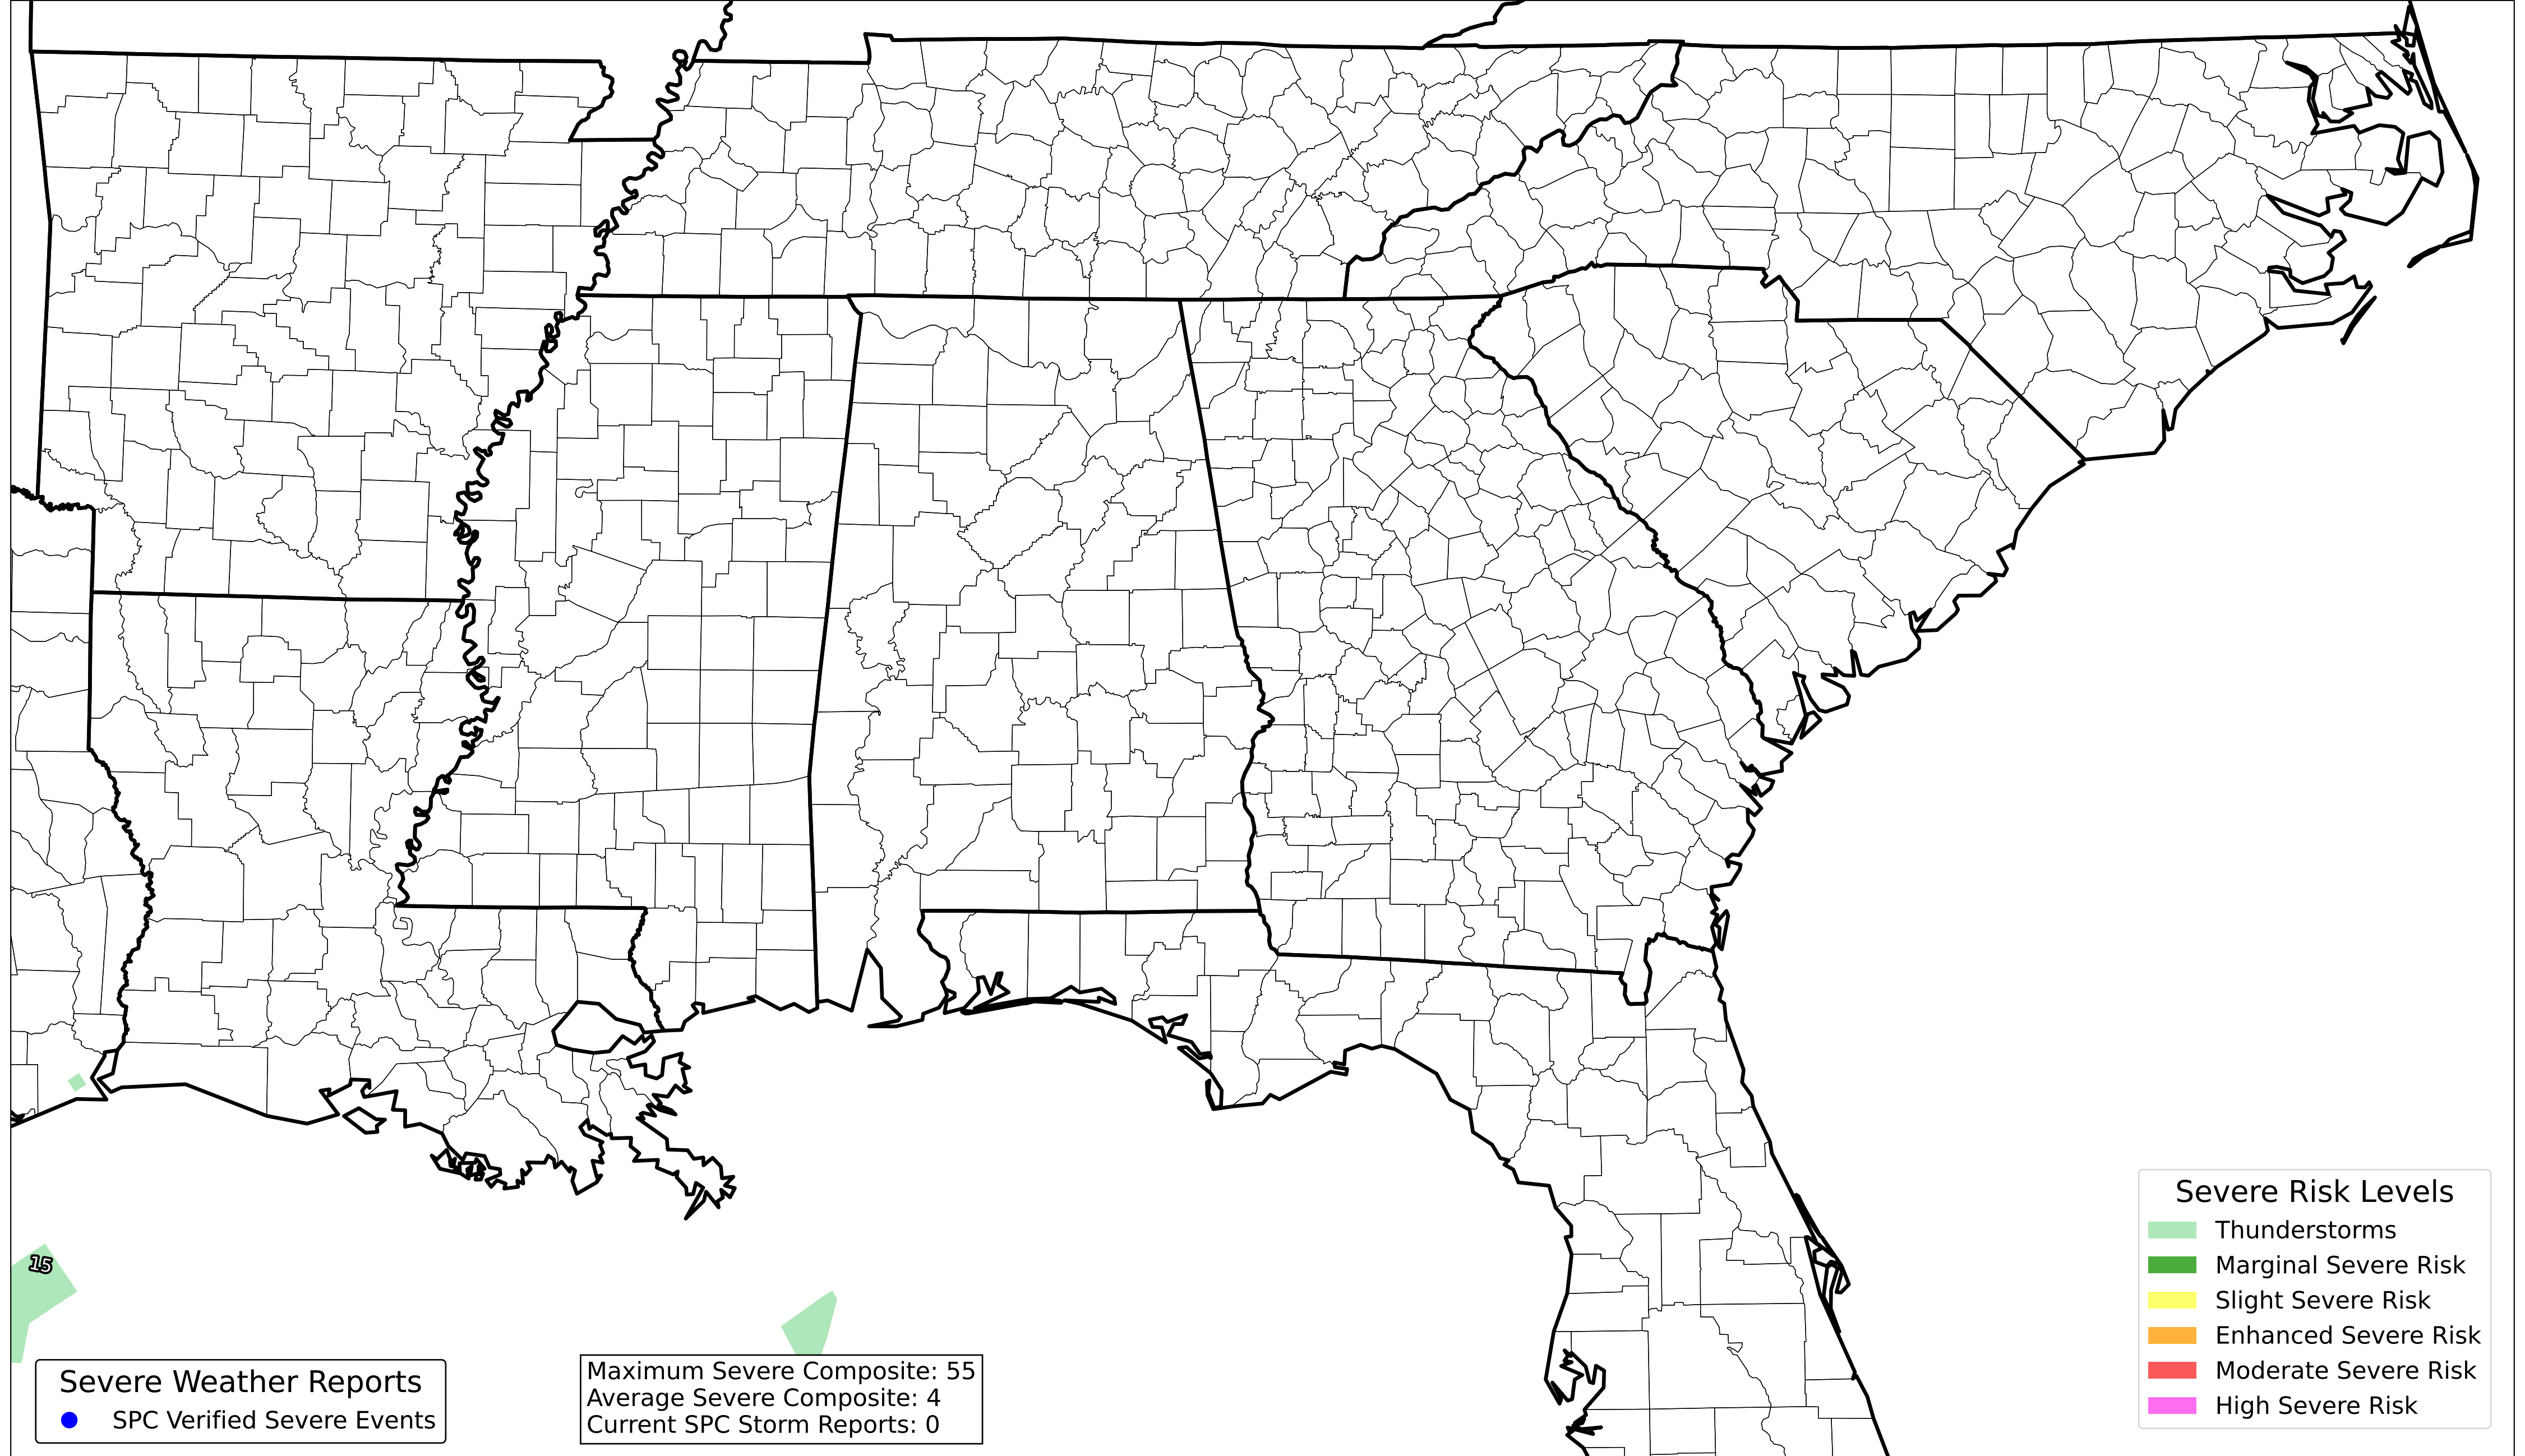 15
Severe Weather Reports
SPC Verified Severe Events
Maximum Severe Composite: 55
Average Severe Composite: 4
Current SPC Storm Reports: 0
Severe Risk Levels
Thunderstorms
Marginal Severe Risk
Slight Severe Risk
Enhanced Severe Risk
Moderate Severe Risk
High Severe Risk